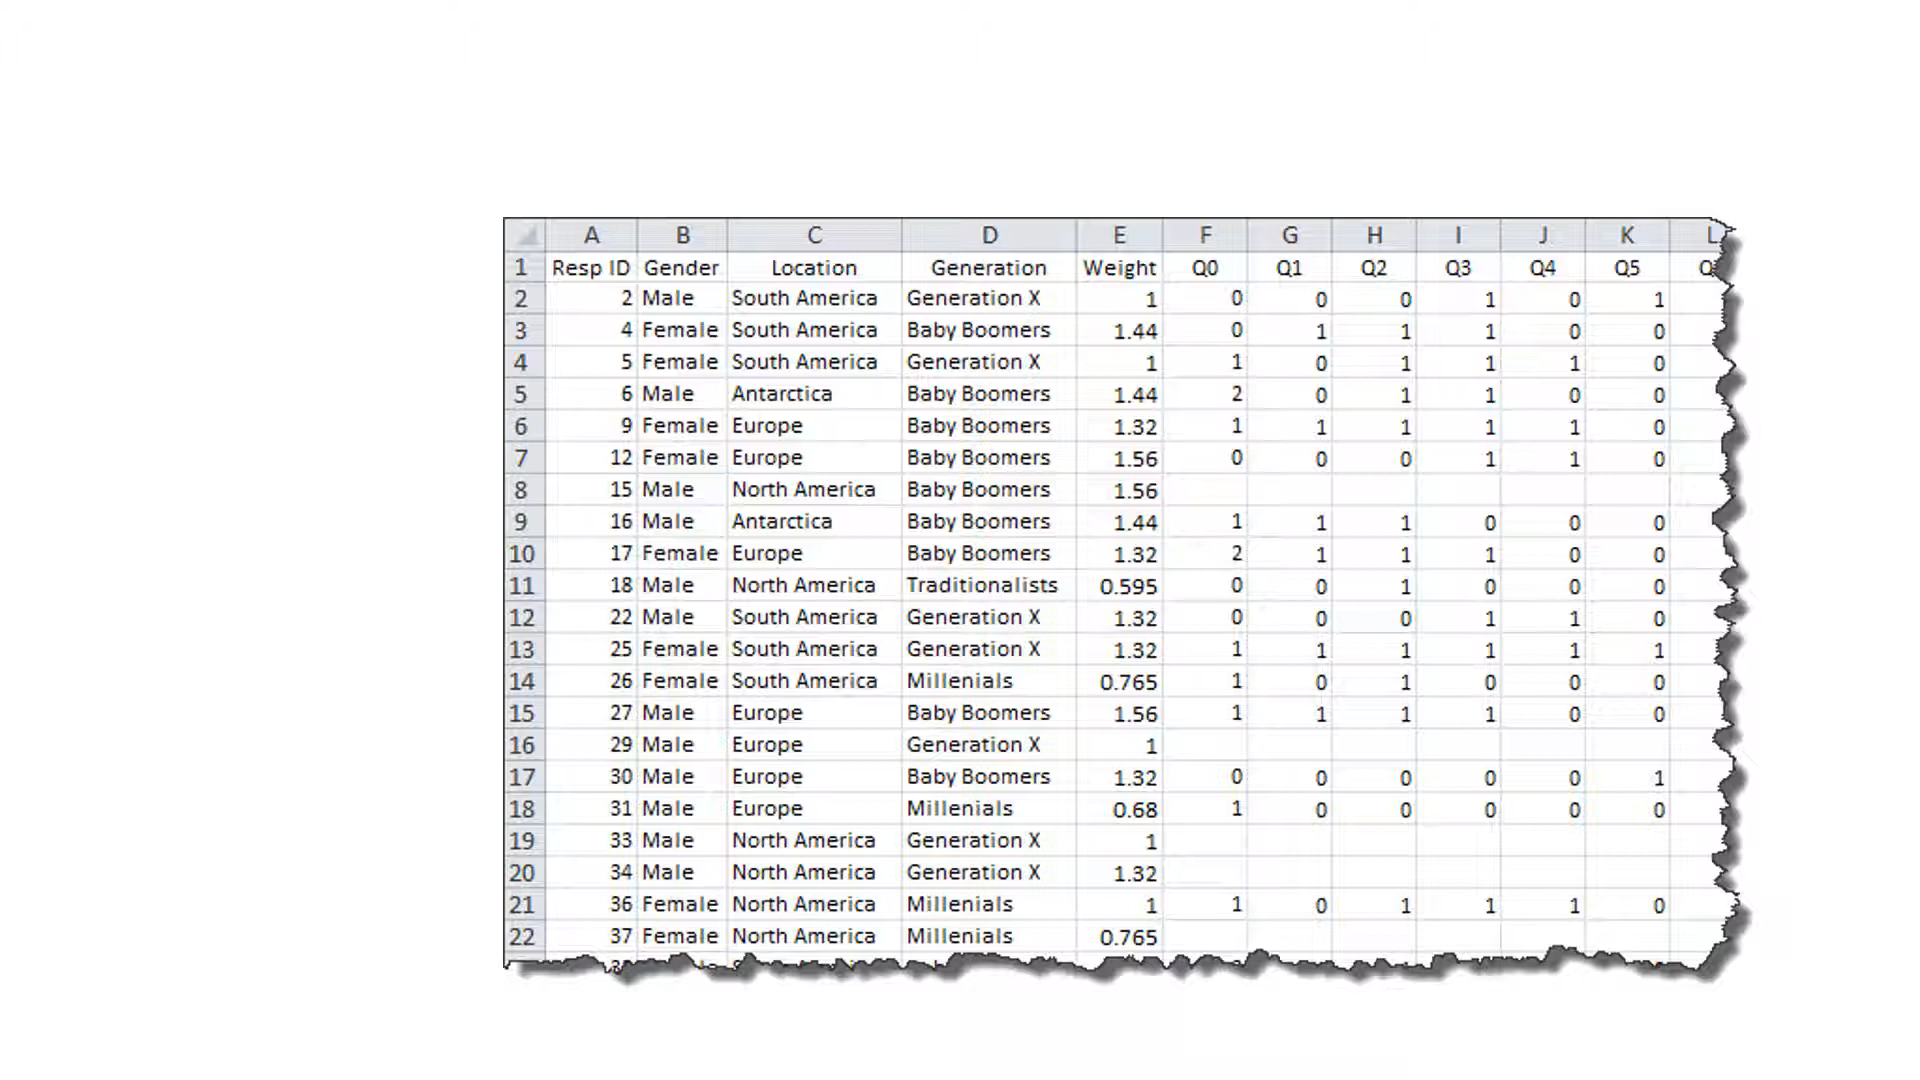 A B C D E F G H I J K L
1 Resp ID Gender Location Generation Weight Q0 Q1 Q2 Q3 Q4 Q5
2 2 Male South America Generation X 1 0 0 0 1 0 1
3 4 Female South America Baby Boomers 1.44 0 1 1 1 0 0
4 5 Female South America Generation X 1 1 0 1 1 1 0
5 6 Male Antarctica Baby Boomers 1.44 2 0 1 1 0 0
6 9 Female Europe Baby Boomers 1.32 1 1 1 1 1 0
7 12 Female Europe Baby Boomers 1.56 0 0 0 1 1 0
8 15 Male North America Baby Boomers 1.56
9 16 Male Antarctica Baby Boomers 1.44 1 1 1 0 0 0
10 17 Female Europe Baby Boomers 1.32 2 1 1 1 0 0
11 18 Male North America Traditionalists 0.595 0 0 1 0 0 0
12 22 Male South America Generation X 1.32 0 0 0 1 1 0
13 25 Female South America Generation X 1.32 1 1 1 1 1 1
14 26 Female South America Millenials 0.765 1 0 1 0 0 0
15 27 Male Europe Baby Boomers 1.56 1 1 1 1 0 0
16 29 Male Europe Generation X 1
17 30 Male Europe Baby Boomers 1.32 0 0 0 0 0 1
18 31 Male Europe Millenials 0.68 1 0 0 0 0 0
19 33 Male North America Generation X 1
20 34 Male North America Generation X 1.32
21 36 Female North America Millenials 1 1 0 1 1 1 0
22 37 Female North America Millenials 0.765